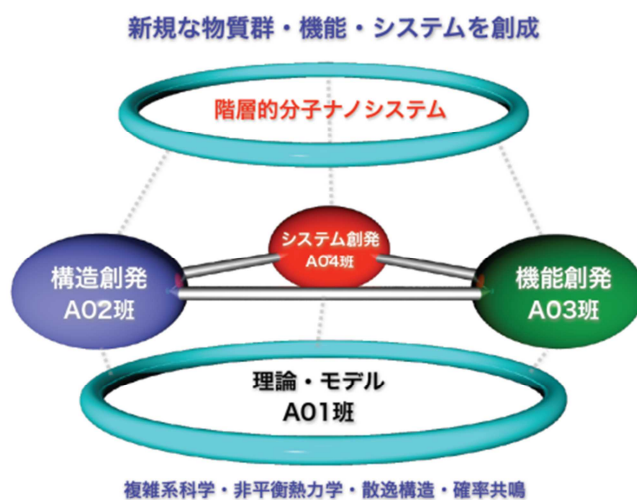 新規な物質群・機能・システムを創成
階層的分子ナノシステム
システム創発
A04班
構造創発
A02班
機能創発
A03班
理論・モデル
A01班
複雑系科学・非平衡熱力学・散逸構造・確率共鳴